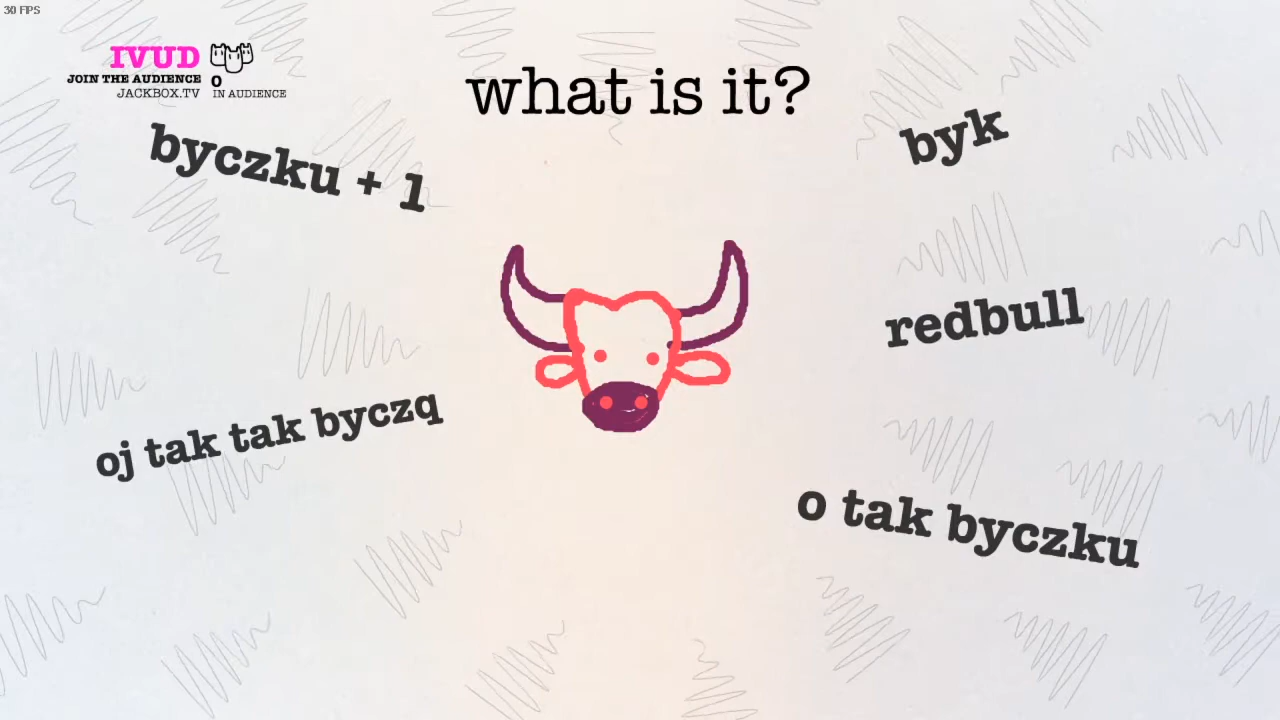 30 FPS
IVUD
JOIN THE AUDIENCE 0
JACKBOX.TV IN AUDIENCE
what is it?
byczku + 1
byk
redbull
oj tak tak byczq
o tak byczku